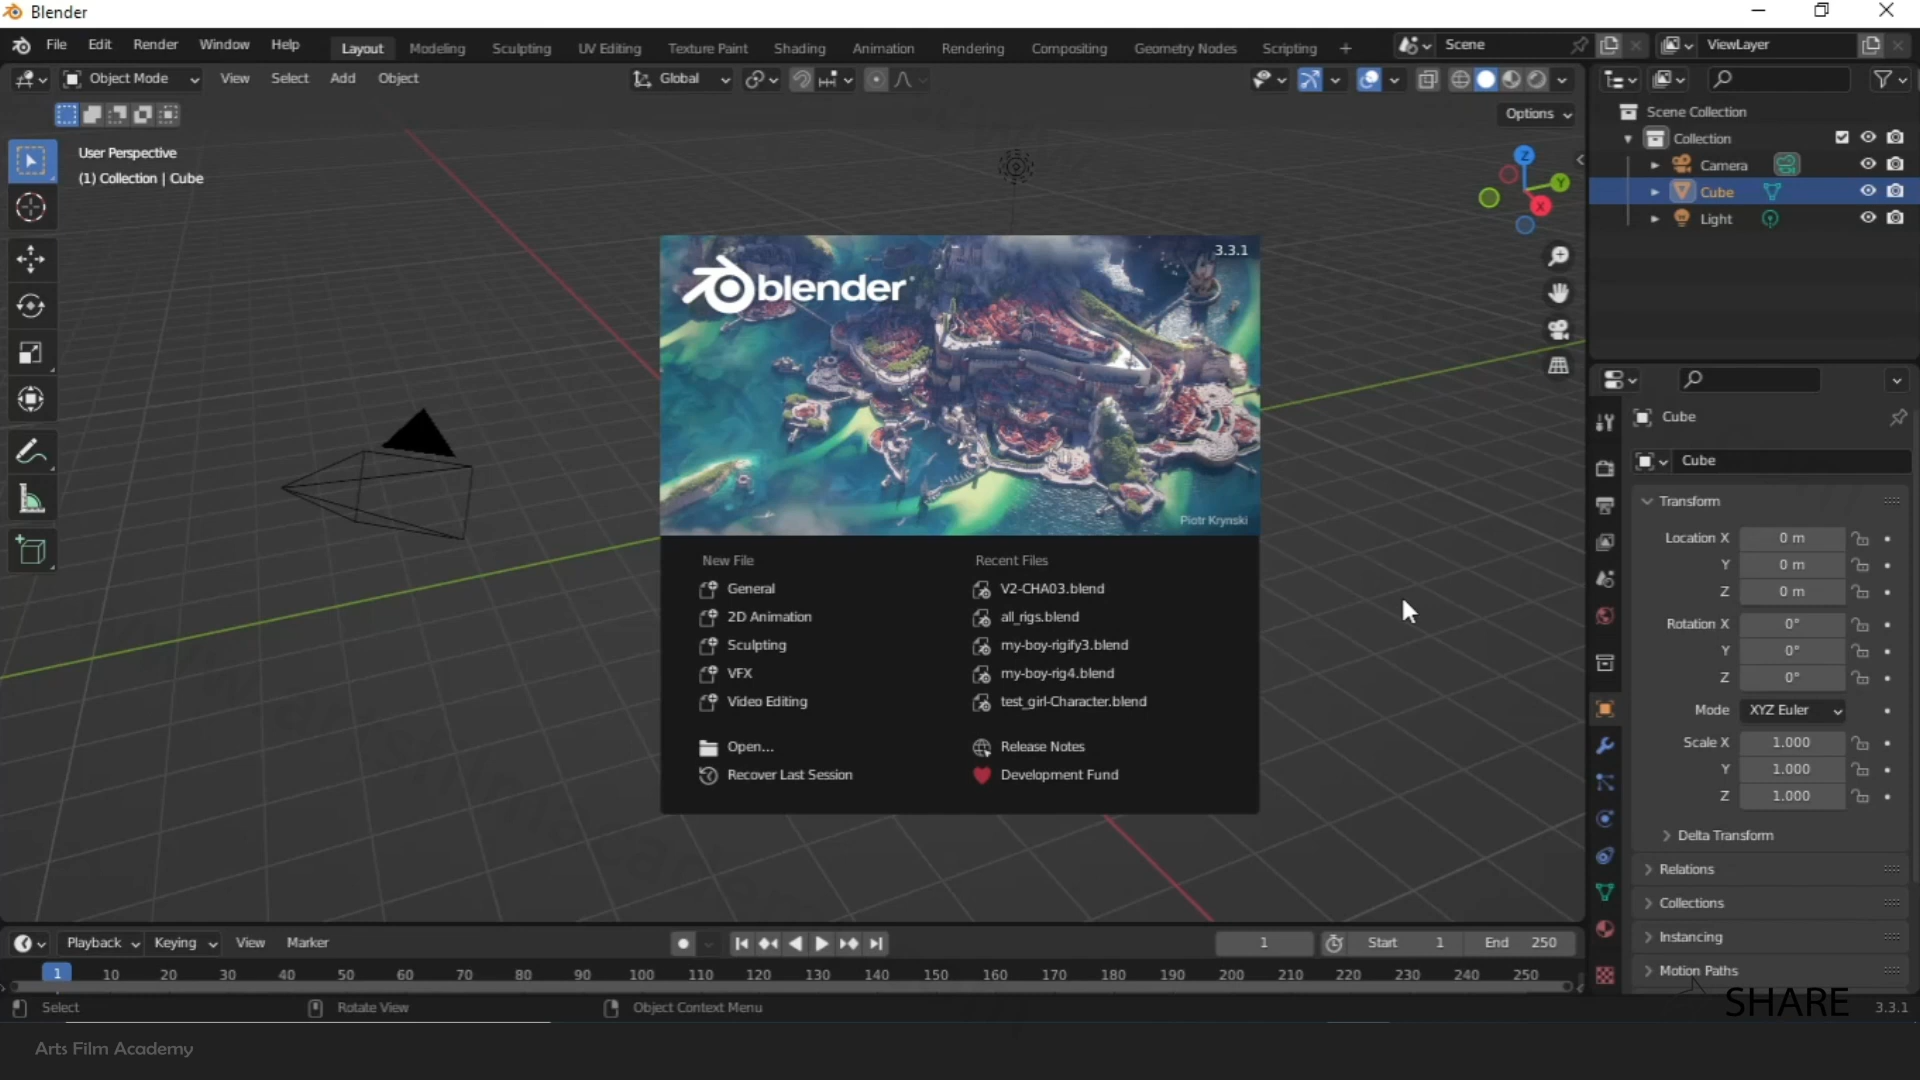 Blender
File Edit Render Window Help Layout Modeling Sculpting UV Editing Texture Paint Shading Animation Rendering Compositing Geometry Nodes Scripting + Scene ViewLayer
Object Mode View Select Add Object Global
Options
User Perspective
(1) Collection | Cube
Z
Y
X
Scene Collection
Collection
Camera
Cube
Light
3.3.1
blender
Piotr Krynski
New File
General
2D Animation
Sculpting
VFX
Video Editing
Open...
Recover Last Session
Recent Files
V2-CHA03.blend
all_rigs.blend
my-boy-rigify3.blend
my-boy-rig4.blend
test_girl-Character.blend
Release Notes
Development Fund
Cube
Cube
Transform
Location X 0 m
Y 0 m
Z 0 m
Rotation X 0°
Y 0°
Z 0°
Mode XYZ Euler
Scale X 1.000
Y 1.000
Z 1.000
Delta Transform
Relations
Collections
Instancing
Motion Paths
Playback Keying View Marker 1 Start 1 End 250
1 10 20 30 40 50 60 70 80 90 100 110 120 130 140 150 160 170 180 190 200 210 220 230 240 250
Select Rotate View Object Context Menu SHARE 3.3.1
Arts Film Academy